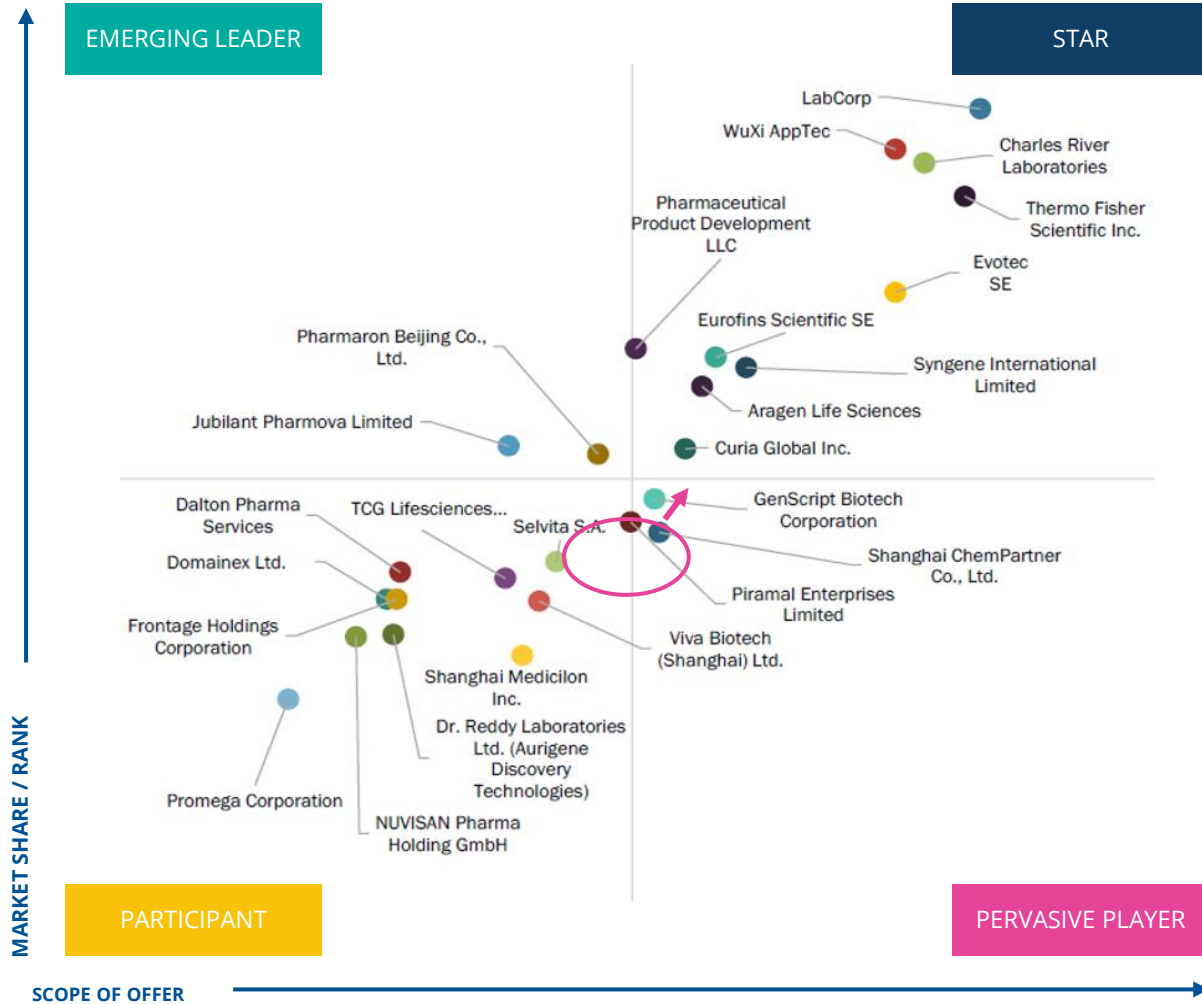 EMERGING LEADER
STAR
LabCorp
WuXi AppTec
Charles River
Laboratories
Pharmaceutical
Product Development
LLC
Thermo Fisher
Scientific Inc.
Evotec
SE
Eurofins Scientific SE
Pharmaron Beijing Co.,
Ltd.
Syngene International
Limited
Aragen Life Sciences
Jubilant Pharmova Limited
Curia Global Inc.
Dalton Pharma
Services
TCG Lifesciences...
GenScript Biotech
Corporation
Selvita S.A.
Domainex Ltd.
Shanghai ChemPartner
Co., Ltd.
Piramal Enterprises
Limited
Frontage Holdings
Corporation
Viva Biotech
(Shanghai) Ltd.
Shanghai Medicilon
Inc.
Dr. Reddy Laboratories
Ltd. (Aurigene
Discovery
Technologies)
Promega Corporation
NUVISAN Pharma
Holding GmbH
MARKET SHARE / RANK
PARTICIPANT
PERVASIVE PLAYER
SCOPE OF OFFER